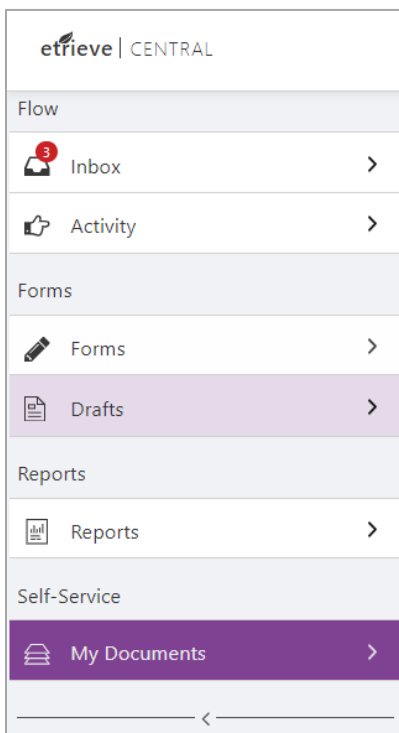 etrieve | CENTRAL
Flow
3
Inbox
Activity
Forms
Forms
Drafts
Reports
Reports
Self-Service
My Documents